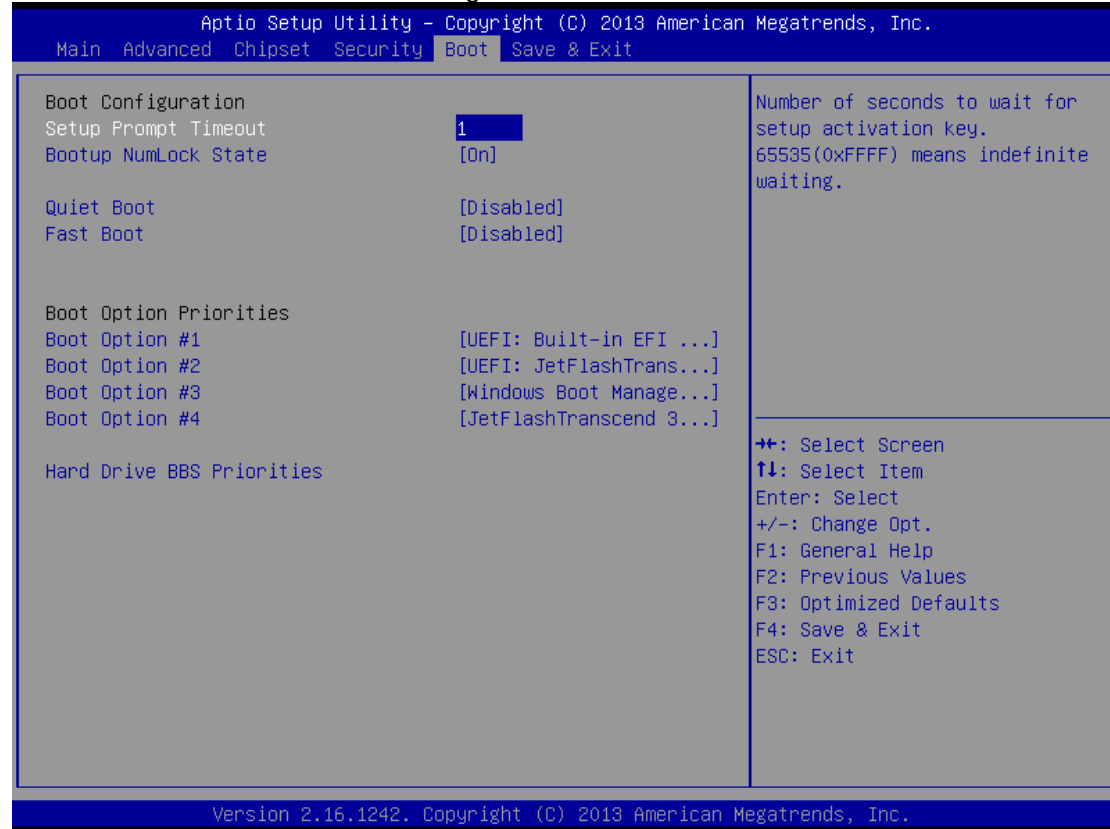 Aptio Setup Utility – Copyright (C) 2013 American Megatrends, Inc.
Main Advanced Chipset Security Boot Save & Exit
Boot Configuration
Setup Prompt Timeout 1
Bootup NumLock State [On]
Quiet Boot [Disabled]
Fast Boot [Disabled]
Boot Option Priorities
Boot Option #1 [UEFI: Built-in EFI ...]
Boot Option #2 [UEFI: JetFlashTrans...]
Boot Option #3 [Windows Boot Manage...]
Boot Option #4 [JetFlashTranscend 3...]
Hard Drive BBS Priorities
Number of seconds to wait for
setup activation key.
65535(0xFFFF) means indefinite
waiting.
→←: Select Screen
↑↓: Select Item
Enter: Select
+/-: Change Opt.
F1: General Help
F2: Previous Values
F3: Optimized Defaults
F4: Save & Exit
ESC: Exit
Version 2.16.1242. Copyright (C) 2013 American Megatrends, Inc.